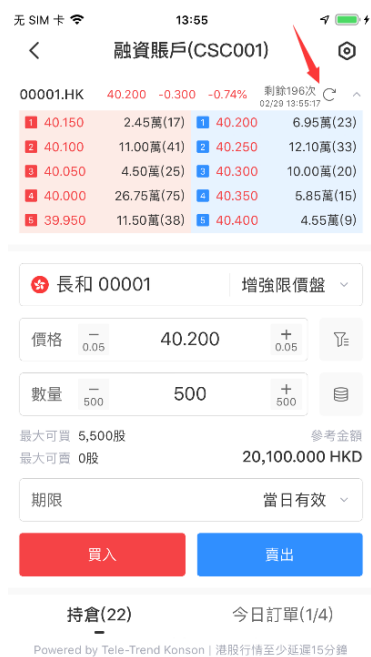 无 SIM 卡 13:55
融資賬戶(CSC001)
00001.HK 40.200 -0.300 -0.74% 剩餘196次
02/29 13:55:17
1 40.150 2.45萬(17) 1 40.200 6.95萬(23)
2 40.100 11.00萬(41) 2 40.250 12.10萬(33)
3 40.050 4.50萬(25) 3 40.300 10.00萬(20)
4 40.000 26.75萬(75) 4 40.350 5.85萬(15)
5 39.950 11.50萬(38) 5 40.400 4.55萬(9)
長和 00001 增強限價盤
價格 − 0.05 40.200 + 0.05
數量 − 500 500 + 500
最大可買 5,500股 參考金額
最大可賣 0股 20,100.000 HKD
期限 當日有效
買入 賣出
持倉(22) 今日訂單(1/4)
Powered by Tele-Trend Konson | 港股行情至少延遲15分鐘